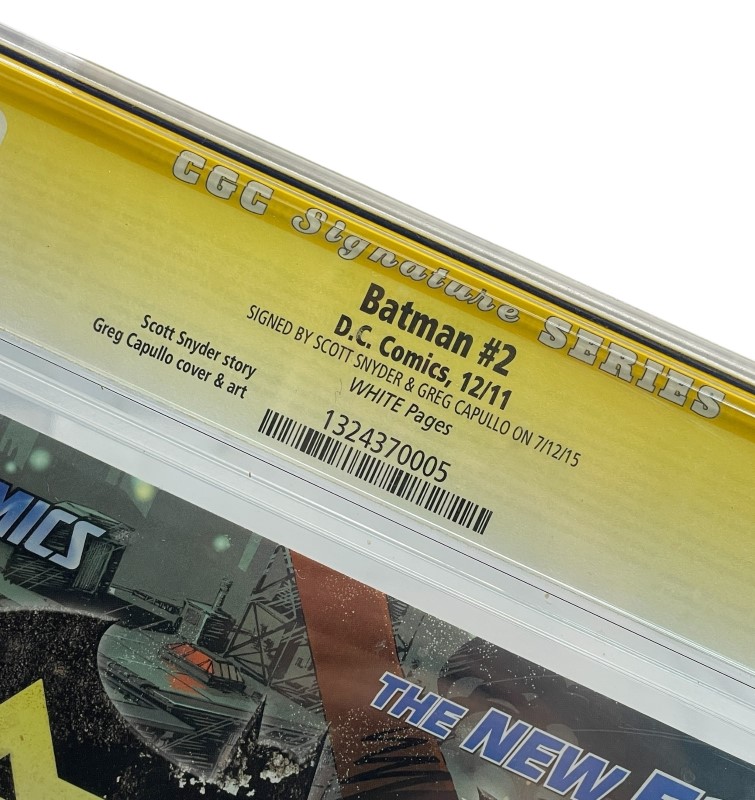 CGC Signature SERIES
Batman #2
D.C. Comics, 12/11
SIGNED BY SCOTT SNYDER & GREG CAPULLO ON 7/12/15
WHITE Pages
Scott Snyder story
Greg Capullo cover & art
1324370005
MICS
THE NEW